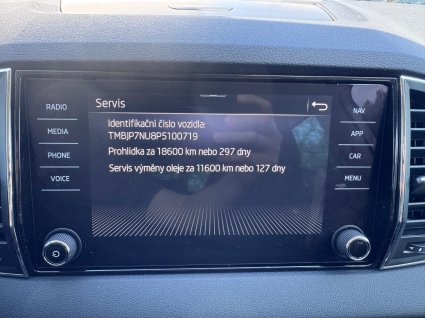 Servis
RADIO
MEDIA
PHONE
VOICE
NAV
APP
CAR
MENU
Identifikační číslo vozidla:
TMBJP7NU8P5100719
Prohlídka za 18600 km nebo 297 dny
Servis výměny oleje za 11600 km nebo 127 dny